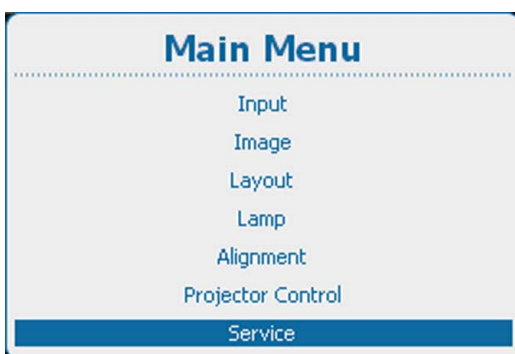 Main Menu
Input
Image
Layout
Lamp
Alignment
Projector Control
Service